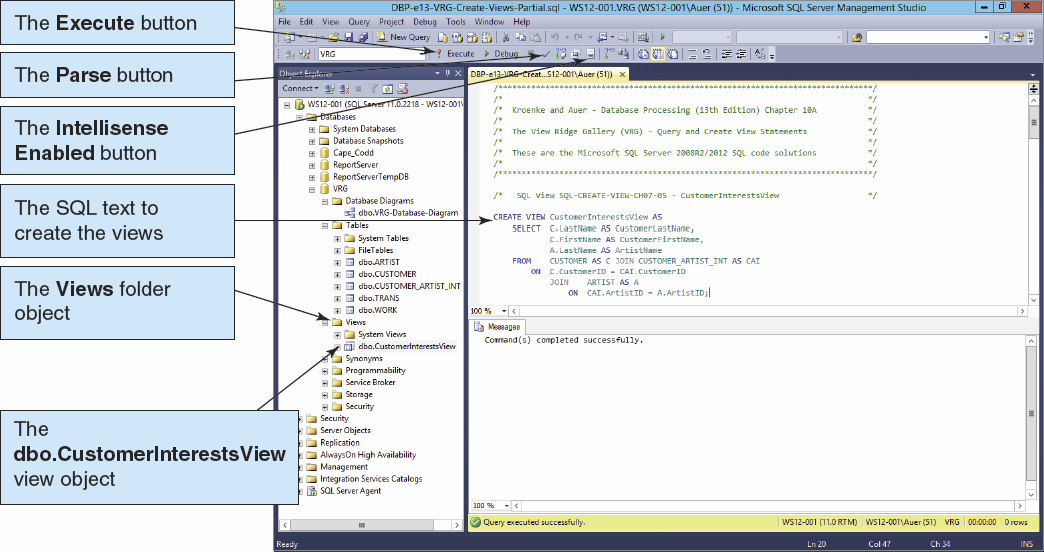 The Execute button
The Parse button
The Intellisense
Enabled button
The SQL text to
create the views
The Views folder
object
The
dbo.CustomerInterestsView
view object
DBP-e13-VRG-Create-Views-Partial.sql - WS12-001.VRG (WS12-001\Auer (51)) - Microsoft SQL Server Management Studio
File Edit View Query Project Debug Tools Window Help
New Query
VRG Execute Debug
Object Explorer
Connect
WS12-001 (SQL Server 11.0.2218 - WS12-001\
Databases
System Databases
Database Snapshots
Cape_Codd
ReportServer
ReportServerTempDB
VRG
Database Diagrams
dbo.VRG-Database-Diagram
Tables
System Tables
FileTables
dbo.ARTIST
dbo.CUSTOMER
dbo.CUSTOMER_ARTIST_INT
dbo.TRANS
dbo.WORK
Views
System Views
dbo.CustomerInterestsView
Synonyms
Programmability
Service Broker
Storage
Security
Security
Server Objects
Replication
AlwaysOn High Availability
Management
Integration Services Catalogs
SQL Server Agent
DBP-e13-VRG-Creat...S12-001\Auer (51))
/********************************************************************************/
/* */
/* Kroenke and Auer - Database Processing (13th Edition) Chapter 10A */
/* */
/* The View Ridge Gallery (VRG) - Query and Create View Statements */
/* */
/* These are the Microsoft SQL Server 2008R2/2012 SQL code solutions */
/* */
/********************************************************************************/
/* SQL View SQL-CREATE-VIEW-CH07-05 - CustomerInterestsView */
CREATE VIEW CustomerInterestsView AS
SELECT C.LastName AS CustomerLastName,
C.FirstName AS CustomerFirstName,
A.LastName AS ArtistName
FROM CUSTOMER AS C JOIN CUSTOMER_ARTIST_INT AS CAI
ON C.CustomerID = CAI.CustomerID
JOIN ARTIST AS A
ON CAI.ArtistID = A.ArtistID;
100 %
Messages
Command(s) completed successfully.
100 %
Query executed successfully. WS12-001 (11.0 RTM) WS12-001\Auer (51) VRG 00:00:00 0 rows
Ready Ln 20 Col 47 Ch 34 INS